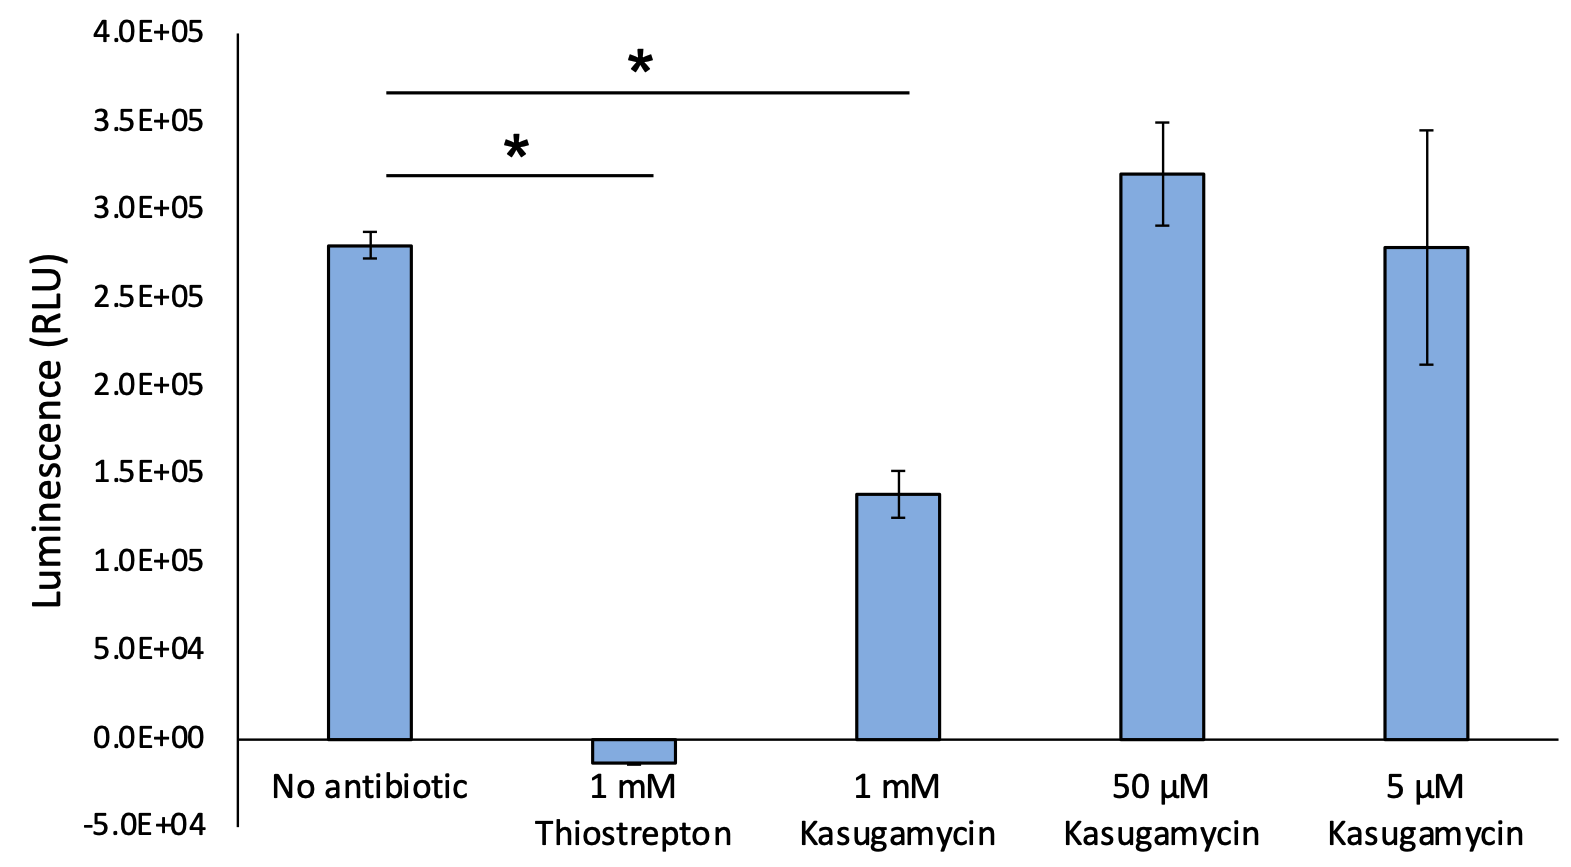 4.0E+05
3.5E+05
3.0E+05
2.5E+05
2.0E+05
1.5E+05
1.0E+05
5.0E+04
0.0E+00
-5.0E+04
Luminescence (RLU)
*
*
No antibiotic
1 mM
Thiostrepton
1 mM
Kasugamycin
50 µM
Kasugamycin
5 µM
Kasugamycin